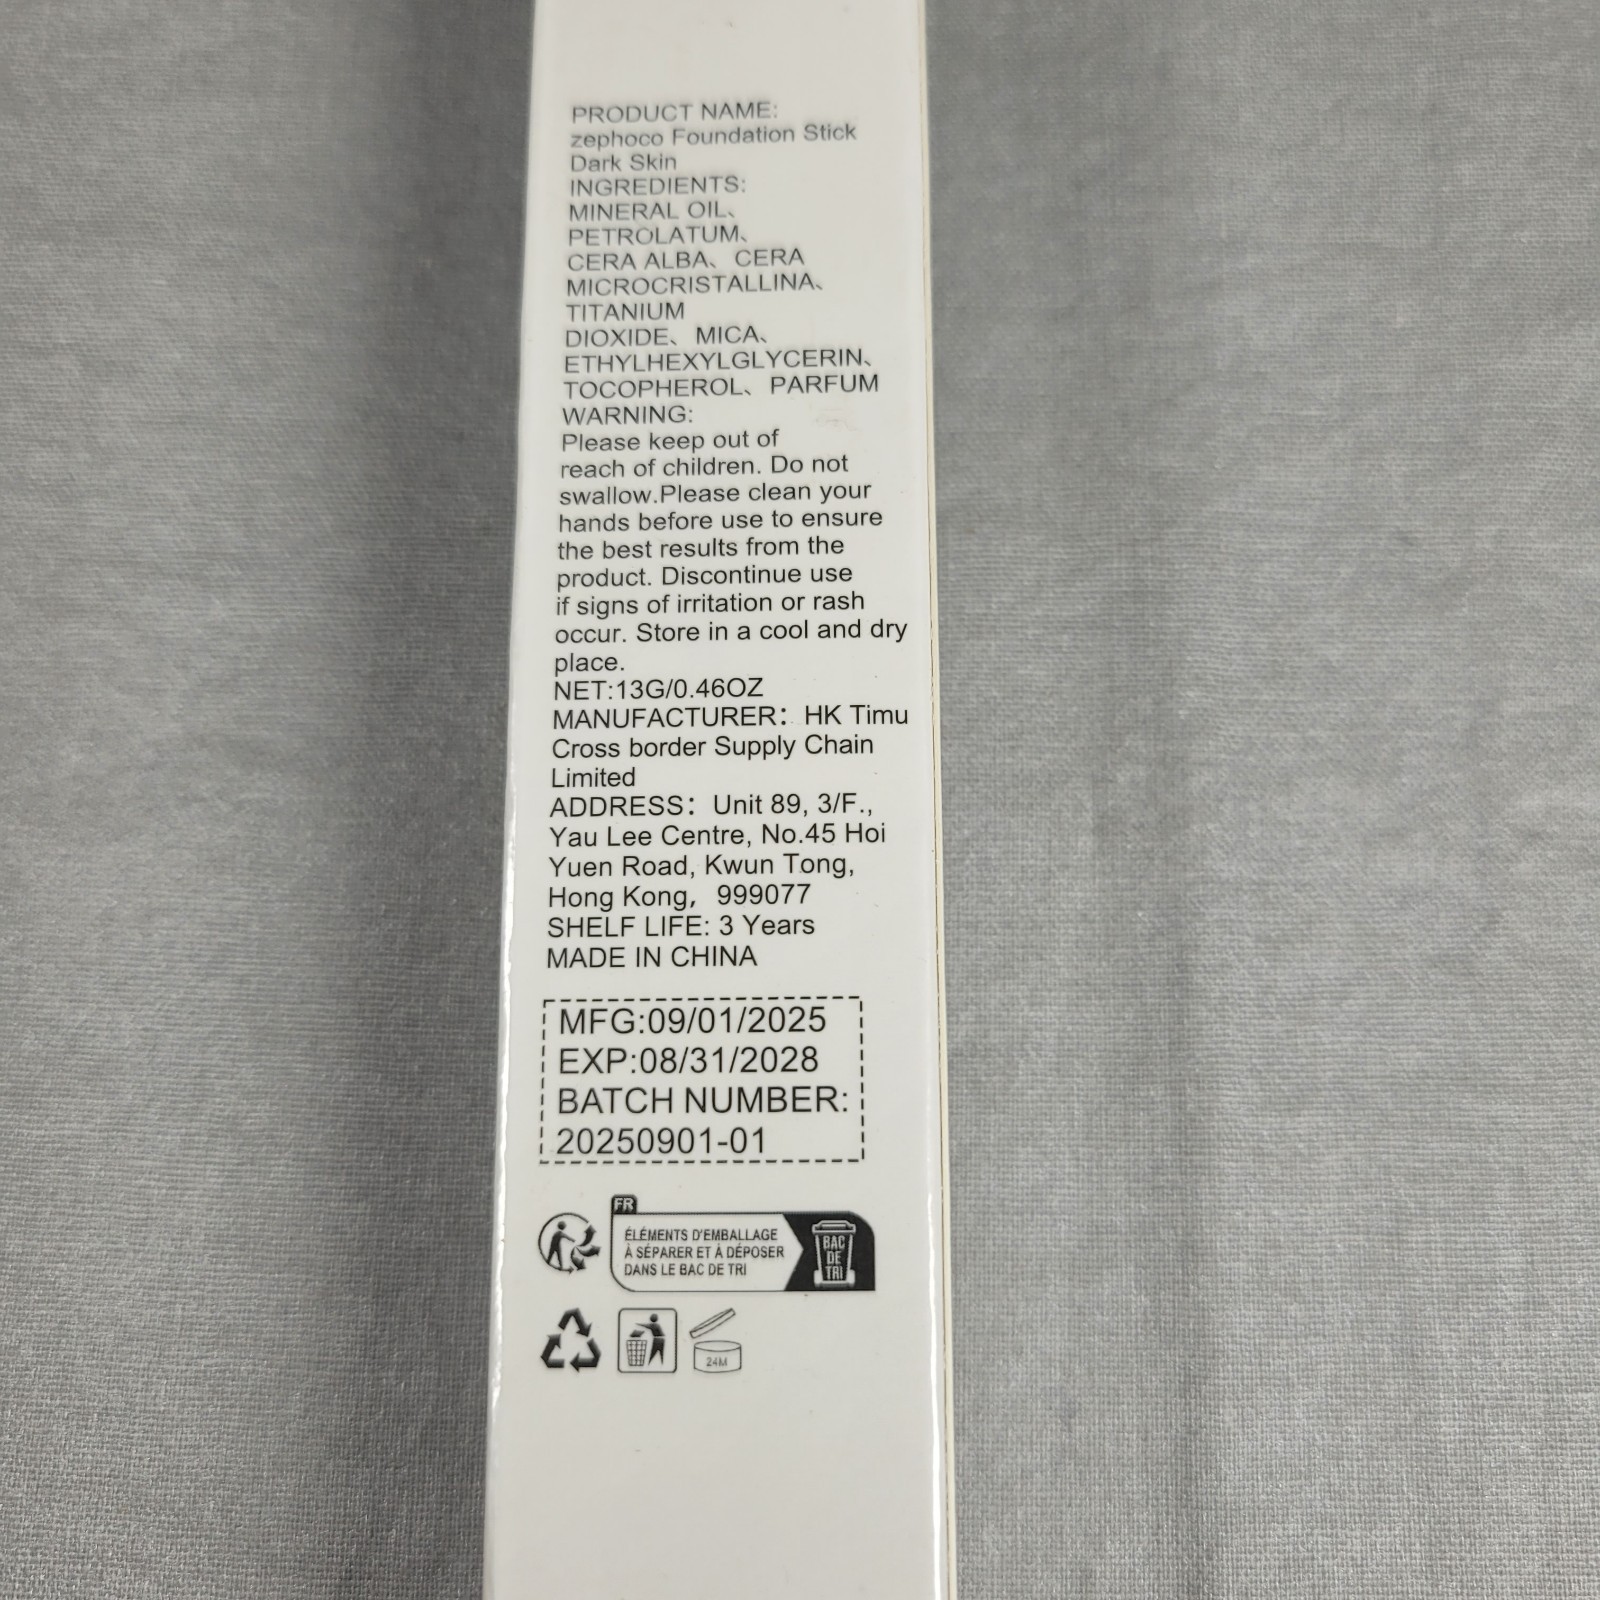 PRODUCT NAME:
zephoco Foundation Stick
Dark Skin
INGREDIENTS:
MINERAL OIL、
PETROLATUM、
CERA ALBA、CERA
MICROCRISTALLINA、
TITANIUM
DIOXIDE、MICA、
ETHYLHEXYLGLYCERIN、
TOCOPHEROL、PARFUM
WARNING:
Please keep out of
reach of children. Do not
swallow.Please clean your
hands before use to ensure
the best results from the
product. Discontinue use
if signs of irritation or rash
occur. Store in a cool and dry
place.
NET:13G/0.46OZ
MANUFACTURER：HK Timu
Cross border Supply Chain
Limited
ADDRESS：Unit 89, 3/F.,
Yau Lee Centre, No.45 Hoi
Yuen Road, Kwun Tong,
Hong Kong，999077
SHELF LIFE: 3 Years
MADE IN CHINA
MFG:09/01/2025
EXP:08/31/2028
BATCH NUMBER:
20250901-01
FR
ÉLÉMENTS D'EMBALLAGE
À SÉPARER ET À DÉPOSER
DANS LE BAC DE TRI
BAC
DE
TRI
24M